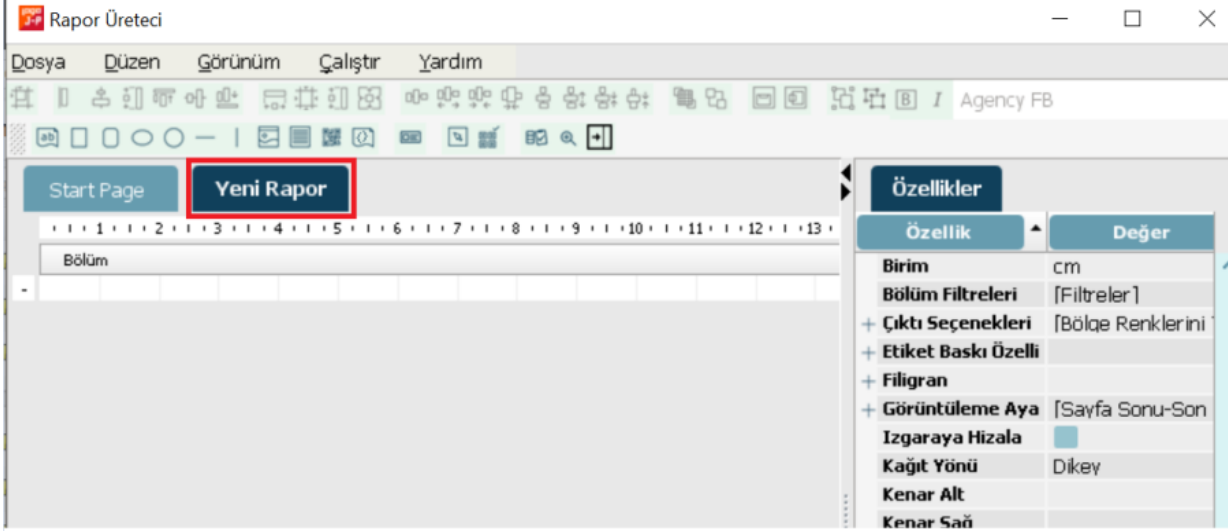 J-P Rapor Üreteci
Dosya Düzen Görünüm Çalıştır Yardım
B I Agency FB
ab
Start Page Yeni Rapor
1 2 3 4 5 6 7 8 9 10 11 12 13
Bölüm
-
Özellikler
Özellik Değer
Birim cm
Bölüm Filtreleri [Filtreler]
+ Çıktı Seçenekleri [Bölge Renklerini
+ Etiket Baskı Özelli
+ Filigran
+ Görüntüleme Aya [Sayfa Sonu-Son
Izgaraya Hizala
Kağıt Yönü Dikey
Kenar Alt
Kenar Sağ